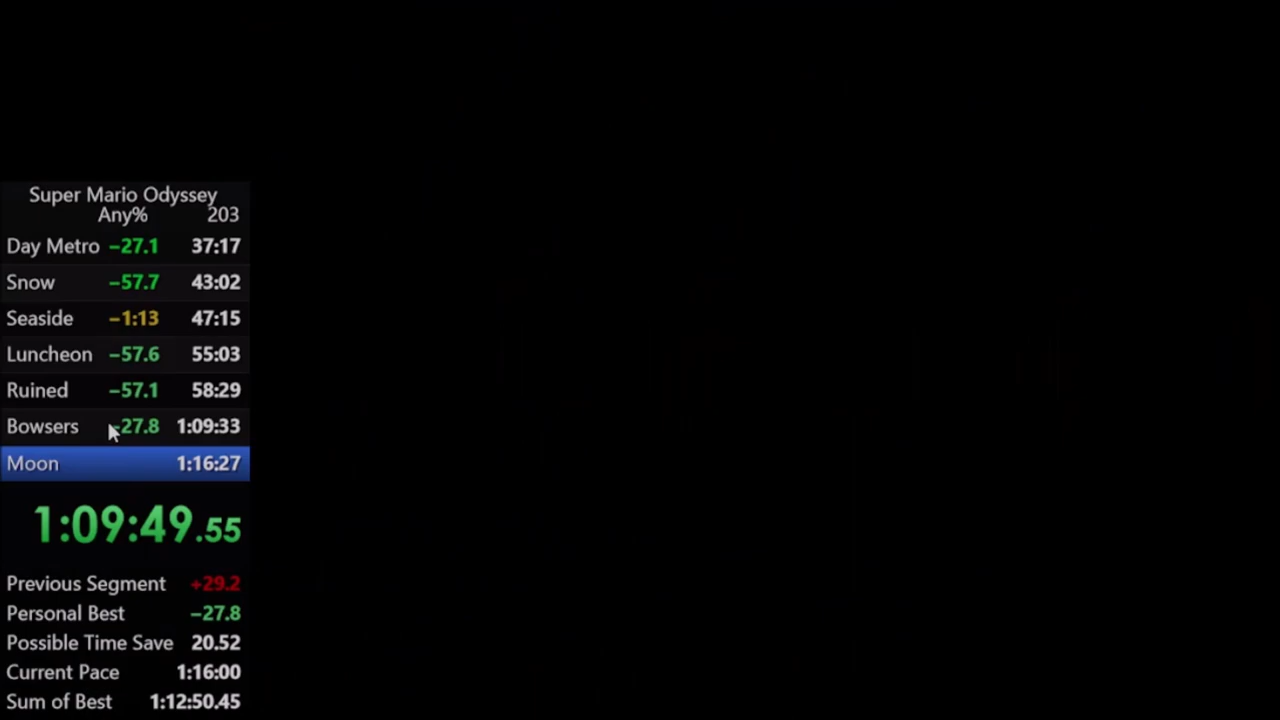 Super Mario Odyssey
Any% 203
Day Metro −27.1 37:17
Snow −57.7 43:02
Seaside −1:13 47:15
Luncheon −57.6 55:03
Ruined −57.1 58:29
Bowsers −27.8 1:09:33
Moon 1:16:27
1:09:49.55
Previous Segment +29.2
Personal Best −27.8
Possible Time Save 20.52
Current Pace 1:16:00
Sum of Best 1:12:50.45